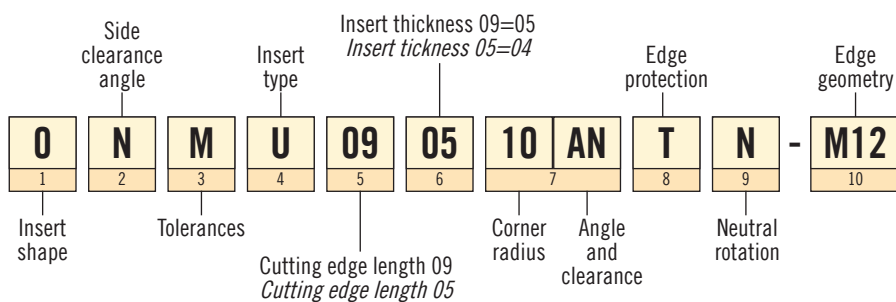 Insert thickness 09=05
Insert tickness 05=04
Side
clearance
angle
Insert
type
Edge
protection
Edge
geometry
O N M U 09 05 10 AN T N - M12
1 2 3 4 5 6 7 8 9 10
Insert
shape
Tolerances
Cutting edge length 09
Cutting edge length 05
Corner
radius
Angle
and
clearance
Neutral
rotation